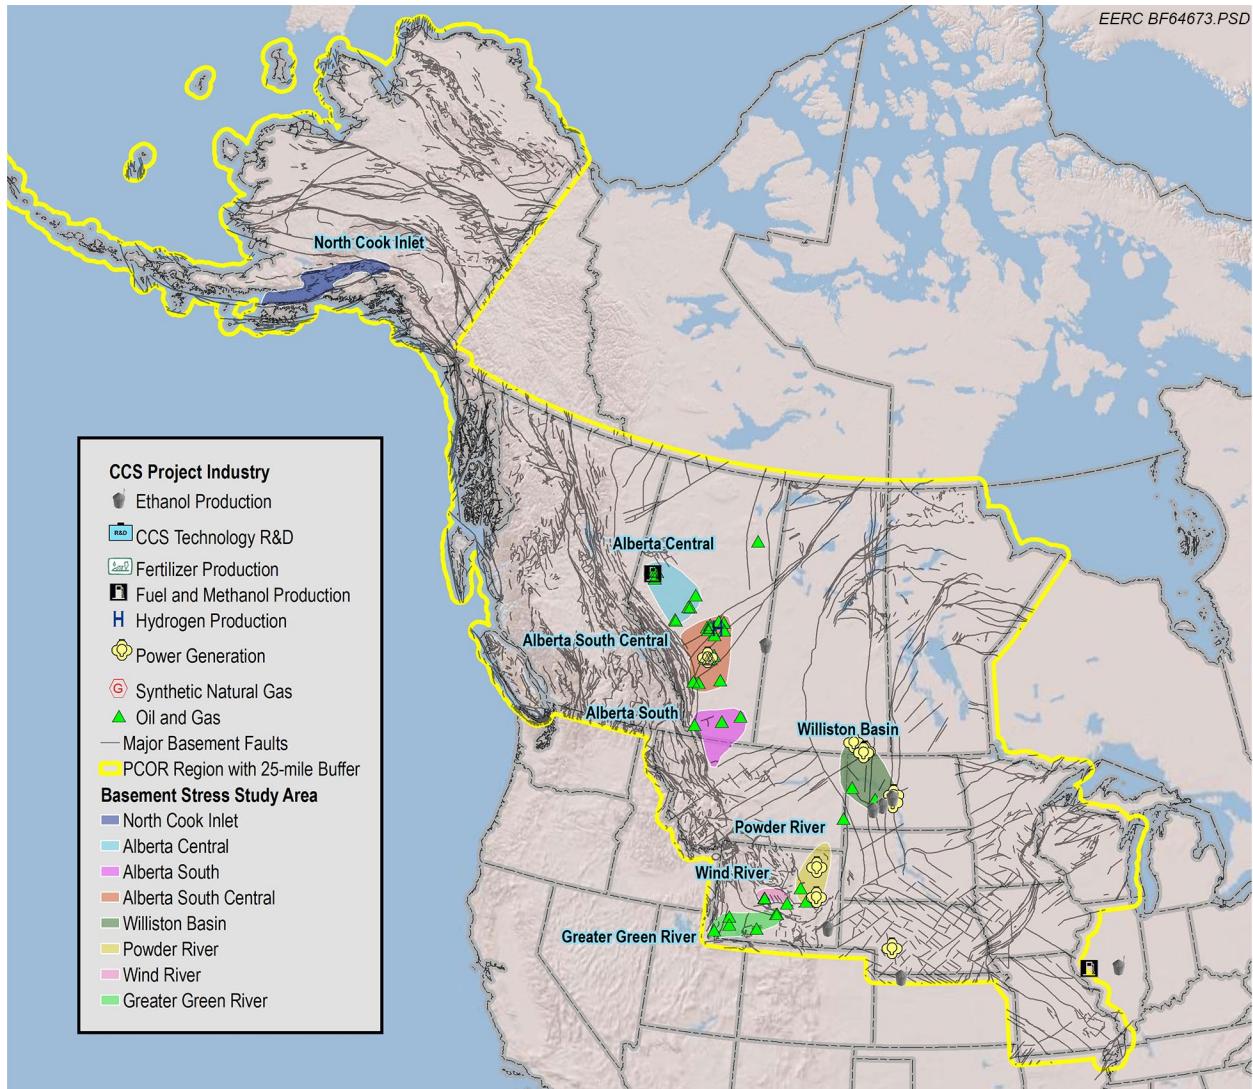 EERC BF64673.PSD
North Cook Inlet
Alberta Central
Alberta South Central
Alberta South
Williston Basin
Powder River
Wind River
Greater Green River
CCS Project Industry
Ethanol Production
R&D CCS Technology R&D
Fertilizer Production
Fuel and Methanol Production
H Hydrogen Production
Power Generation
G Synthetic Natural Gas
Oil and Gas
Major Basement Faults
PCOR Region with 25-mile Buffer
Basement Stress Study Area
North Cook Inlet
Alberta Central
Alberta South
Alberta South Central
Williston Basin
Powder River
Wind River
Greater Green River